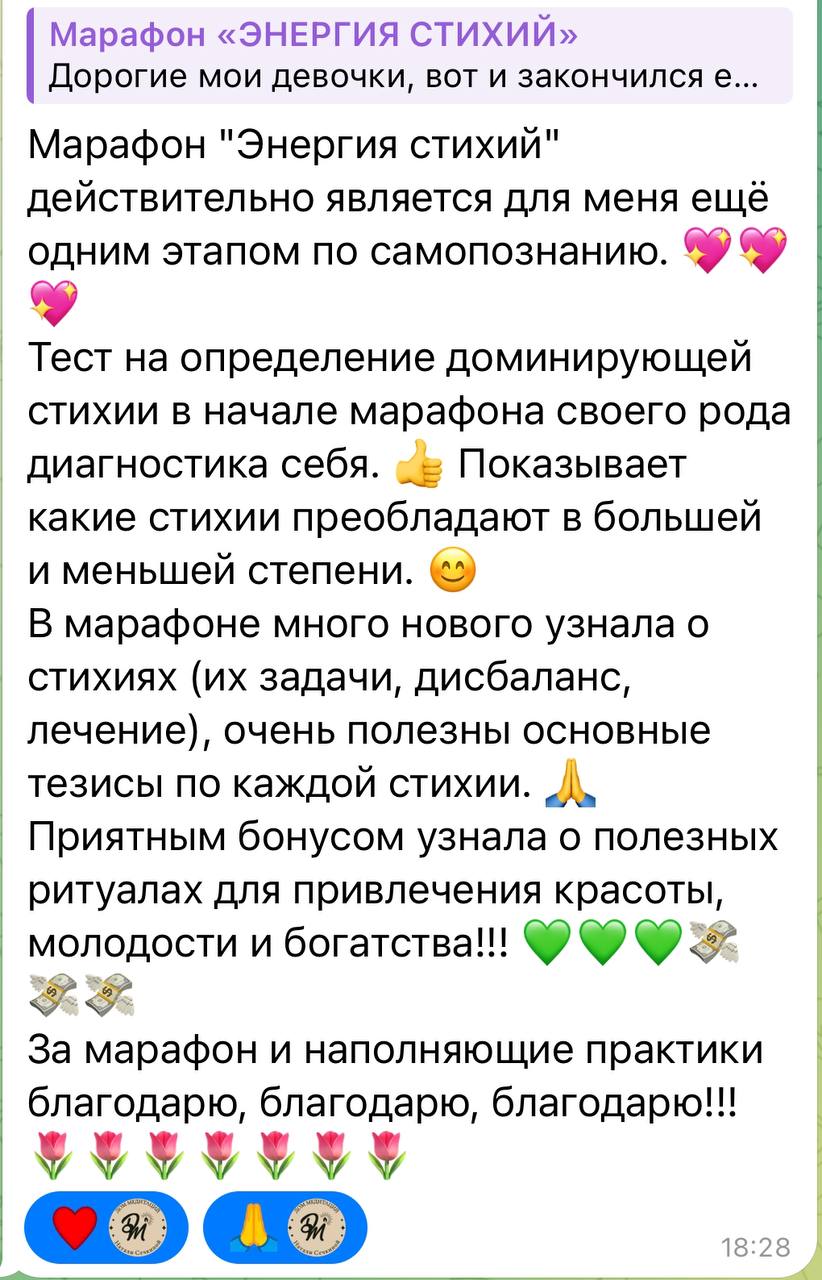 Марафон «ЭНЕРГИЯ СТИХИЙ»
Дорогие мои девочки, вот и закончился е...
Марафон "Энергия стихий"
действительно является для меня ещё
одним этапом по самопознанию. 💖💖
💖
Тест на определение доминирующей
стихии в начале марафона своего рода
диагностика себя. 👍 Показывает
какие стихии преобладают в большей
и меньшей степени. 😊
В марафоне много нового узнала о
стихиях (их задачи, дисбаланс,
лечение), очень полезны основные
тезисы по каждой стихии. 🙏
Приятным бонусом узнала о полезных
ритуалах для привлечения красоты,
молодости и богатства!!! 💚💚💚💸
💸💸
За марафон и наполняющие практики
благодарю, благодарю, благодарю!!!
🌷🌷🌷🌷🌷🌷🌷
❤️ 🙏
18:28